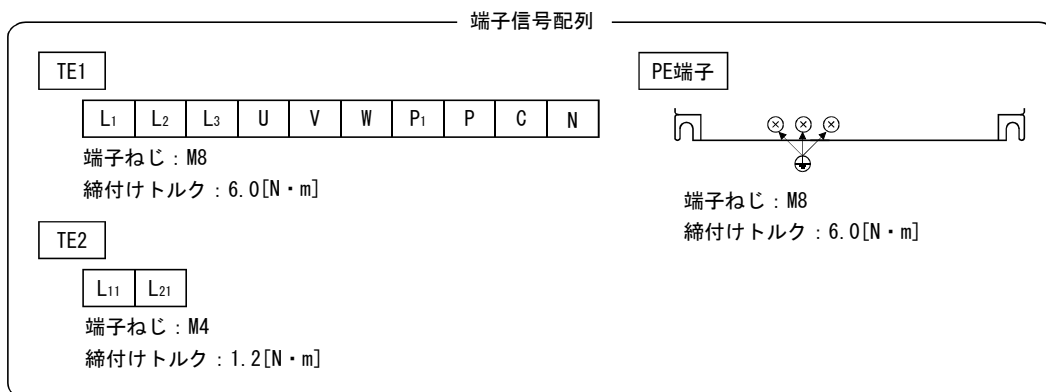 端子信号配列
TE1
L1 L2 L3 U V W P1 P C N
端子ねじ：M8
締付けトルク：6.0[N・m]
TE2
L11 L21
端子ねじ：M4
締付けトルク：1.2[N・m]
PE端子
端子ねじ：M8
締付けトルク：6.0[N・m]